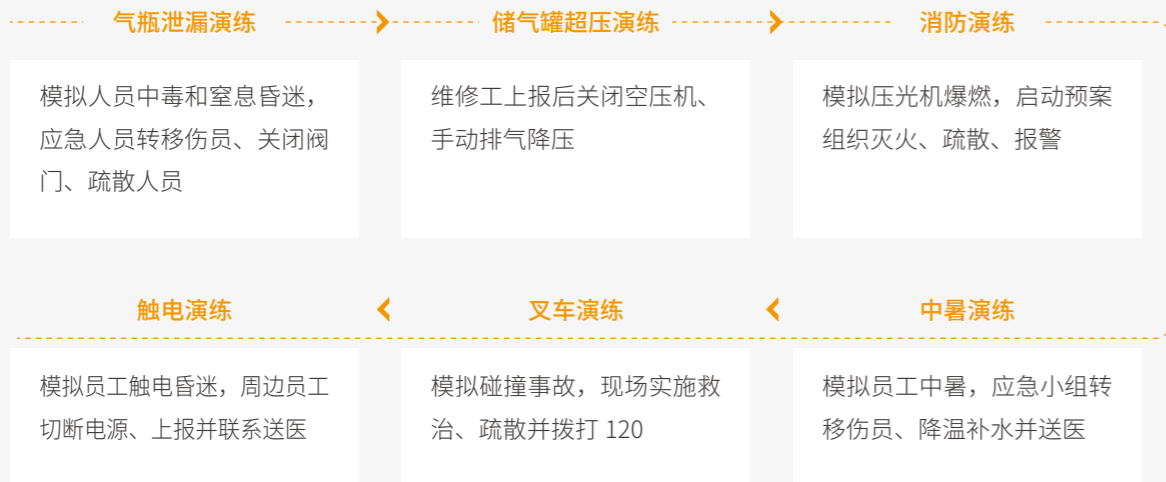 气瓶泄漏演练
模拟人员中毒和窒息昏迷，
应急人员转移伤员、关闭阀
门、疏散人员
储气罐超压演练
维修工上报后关闭空压机、
手动排气降压
消防演练
模拟压光机爆燃，启动预案
组织灭火、疏散、报警
中暑演练
模拟员工中暑，应急小组转
移伤员、降温补水并送医
叉车演练
模拟碰撞事故，现场实施救
治、疏散并拨打 120
触电演练
模拟员工触电昏迷，周边员工
切断电源、上报并联系送医